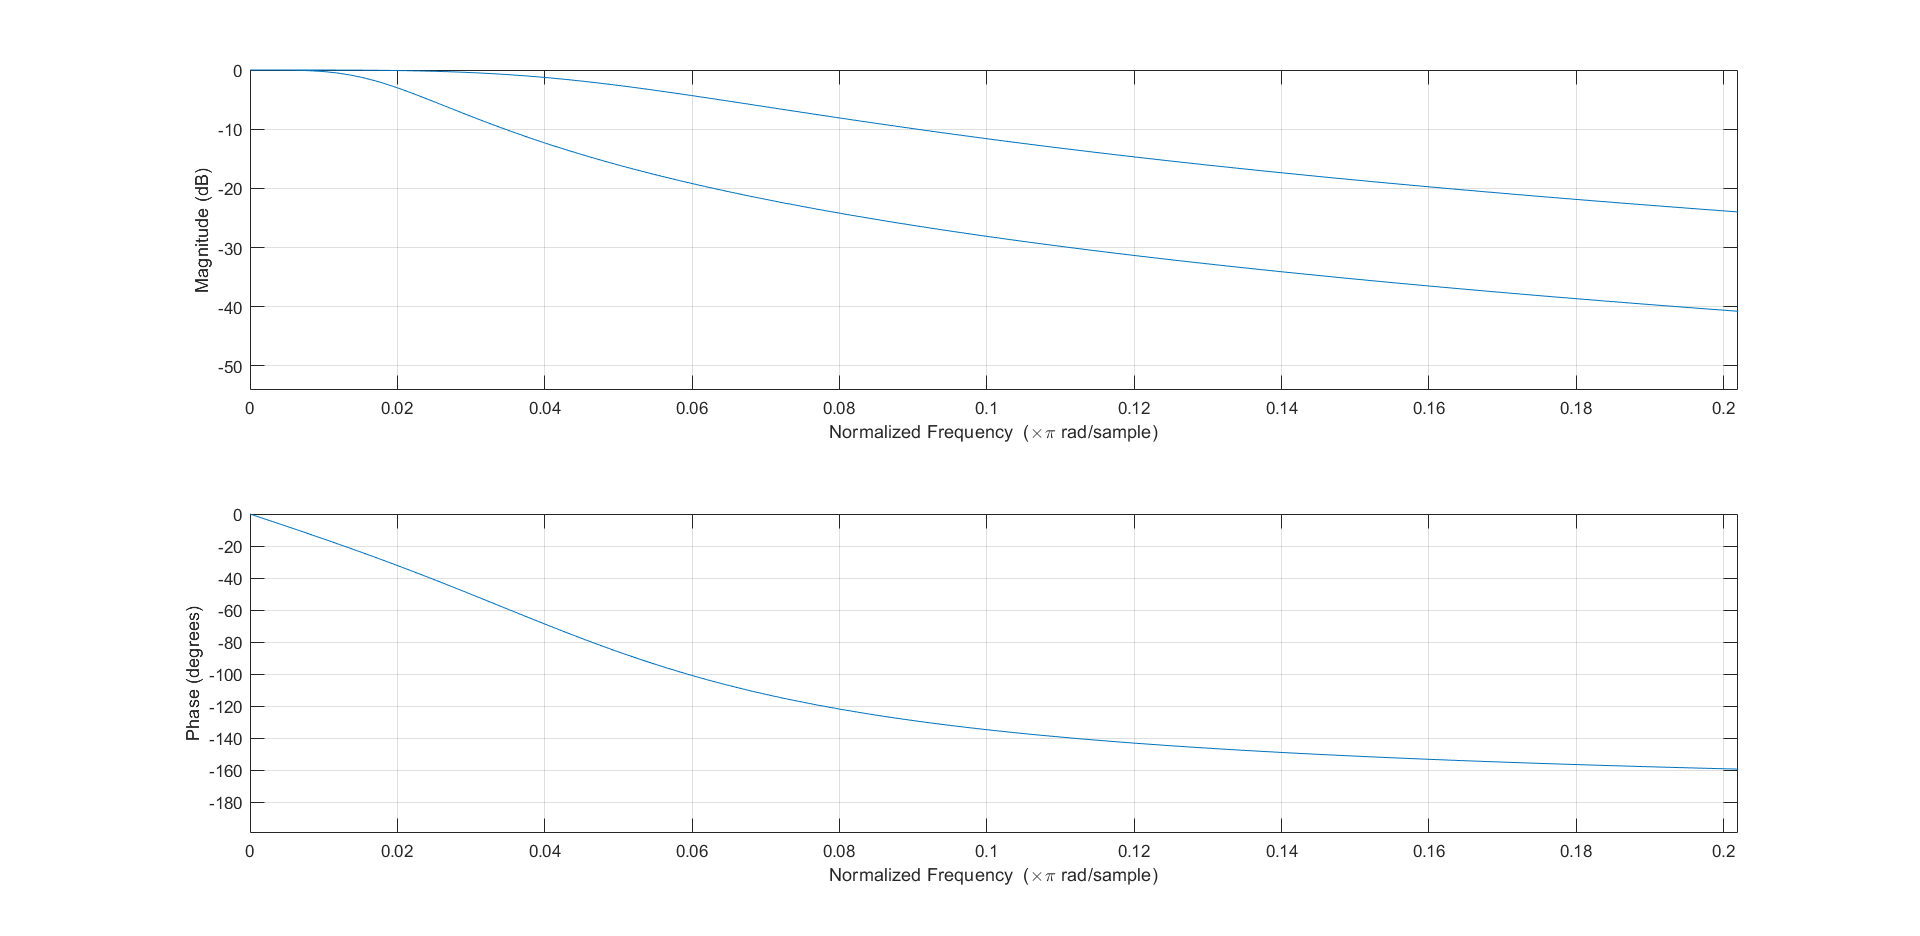 0
-10
-20
-30
-40
-50
Magnitude (dB)
0 0.02 0.04 0.06 0.08 0.1 0.12 0.14 0.16 0.18 0.2
Normalized Frequency (×π rad/sample)
0
-20
-40
-60
-80
-100
-120
-140
-160
-180
Phase (degrees)
0 0.02 0.04 0.06 0.08 0.1 0.12 0.14 0.16 0.18 0.2
Normalized Frequency (×π rad/sample)